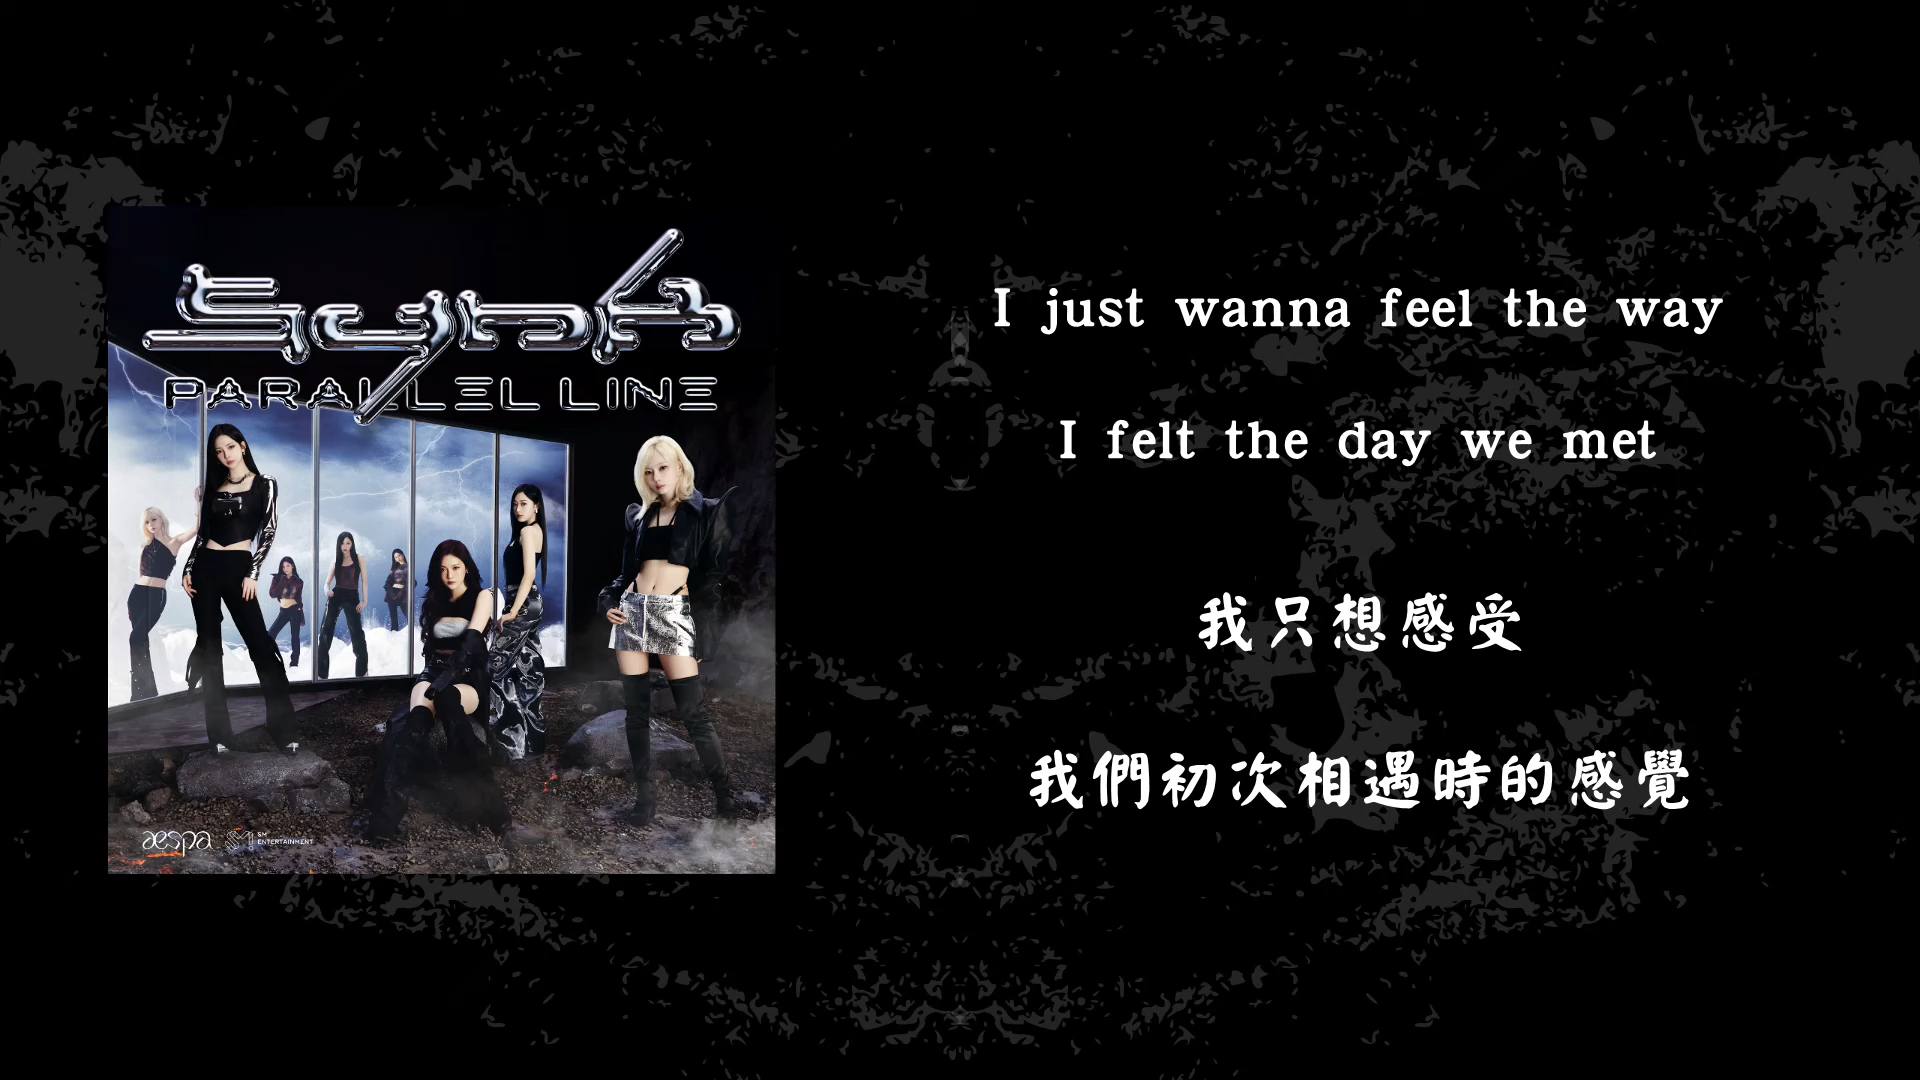 Synk
PARALLEL LINE
aespa
SM
ENTERTAINMENT
I just wanna feel the way
I felt the day we met
我只想感受
我們初次相遇時的感覺